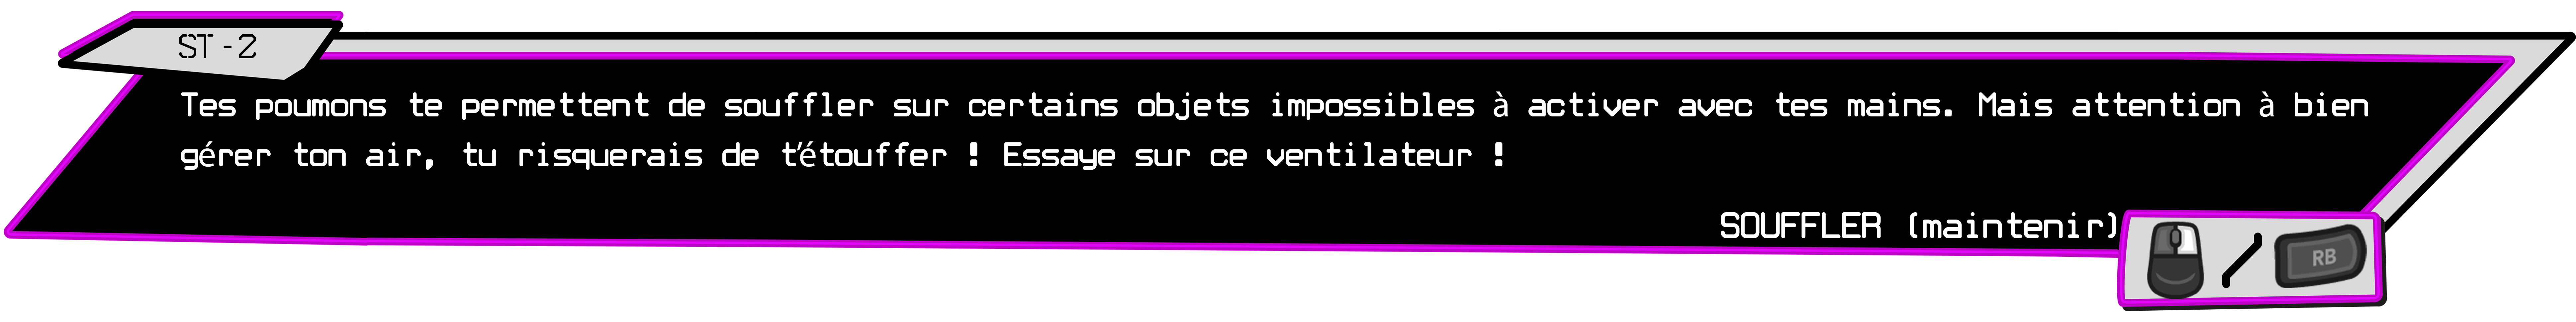 ST-2
Tes poumons te permettent de souffler sur certains objets impossibles à activer avec tes mains. Mais attention à bien
gérer ton air, tu risquerais de t'étouffer ! Essaye sur ce ventilateur !
SOUFFLER (maintenir)
RB